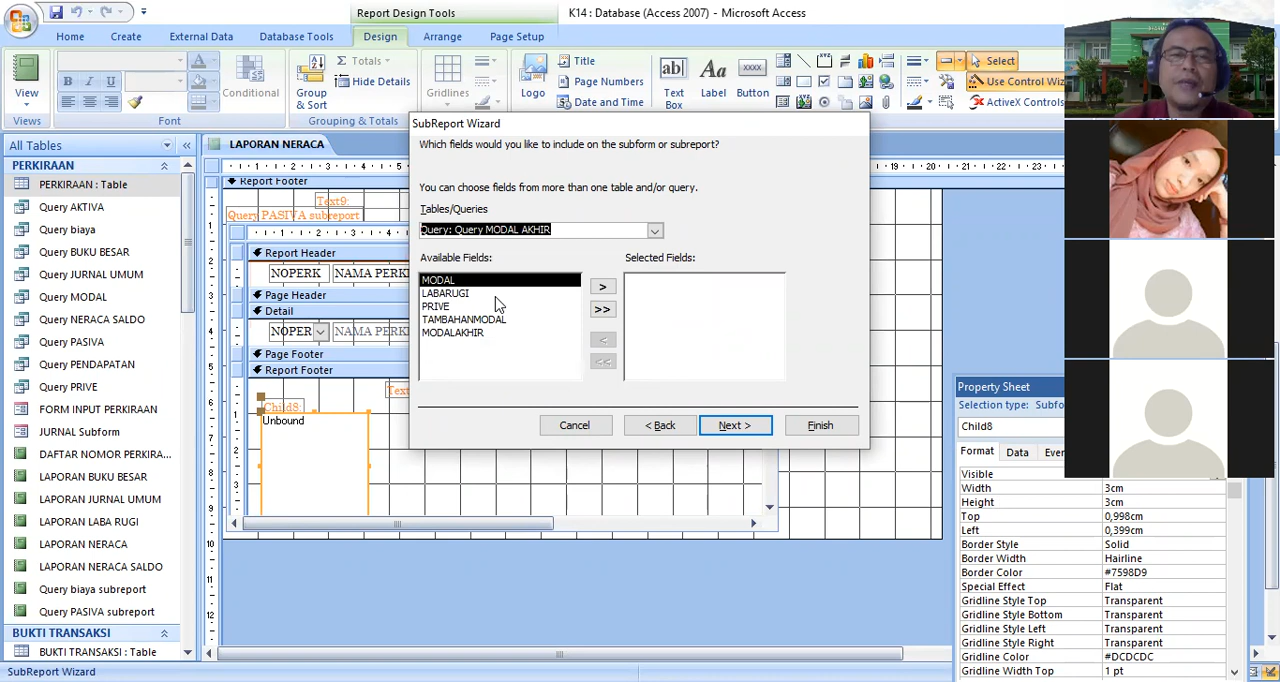 Report Design Tools
K14 : Database (Access 2007) - Microsoft Access
Home
Create
External Data
Database Tools
Design
Arrange
Page Setup
View
Views
B I U
A
Font
Conditional
Group
& Sort
Σ Totals
Hide Details
Grouping & Totals
Gridlines
Logo
Title
Page Numbers
Date and Time
ab|
Text
Box
Aa
Label
xxxx
Button
Select
Use Control Wiz
ActiveX Controls
All Tables
PERKIRAAN
PERKIRAAN : Table
Query AKTIVA
Query biaya
Query BUKU BESAR
Query JURNAL UMUM
Query MODAL
Query NERACA SALDO
Query PASIVA
Query PENDAPATAN
Query PRIVE
FORM INPUT PERKIRAAN
JURNAL Subform
DAFTAR NOMOR PERKIRA...
LAPORAN BUKU BESAR
LAPORAN JURNAL UMUM
LAPORAN LABA RUGI
LAPORAN NERACA
LAPORAN NERACA SALDO
Query biaya subreport
Query PASIVA subreport
BUKTI TRANSAKSI
BUKTI TRANSAKSI : Table
SubReport Wizard
LAPORAN NERACA
Report Footer
Text9:
Query PASIVA subreport
Report Header
NOPERK
NAMA PERK
Page Header
Detail
NOPER
NAMA PERK
Page Footer
Report Footer
Child8:
Unbound
SubReport Wizard
Which fields would you like to include on the subform or subreport?
You can choose fields from more than one table and/or query.
Tables/Queries
Query: Query MODAL AKHIR
Available Fields:
Selected Fields:
MODAL
LABARUGI
PRIVE
TAMBAHANMODAL
MODALAKHIR
>
>>
<
<<
Cancel
< Back
Next >
Finish
Property Sheet
Selection type: Subfo
Child8
Format
Data
Ever
Visible
Width 3cm
Height 3cm
Top 0,998cm
Left 0,399cm
Border Style Solid
Border Width Hairline
Border Color #7598D9
Special Effect Flat
Gridline Style Top Transparent
Gridline Style Bottom Transparent
Gridline Style Left Transparent
Gridline Style Right Transparent
Gridline Color #DCDCDC
Gridline Width Top 1 pt